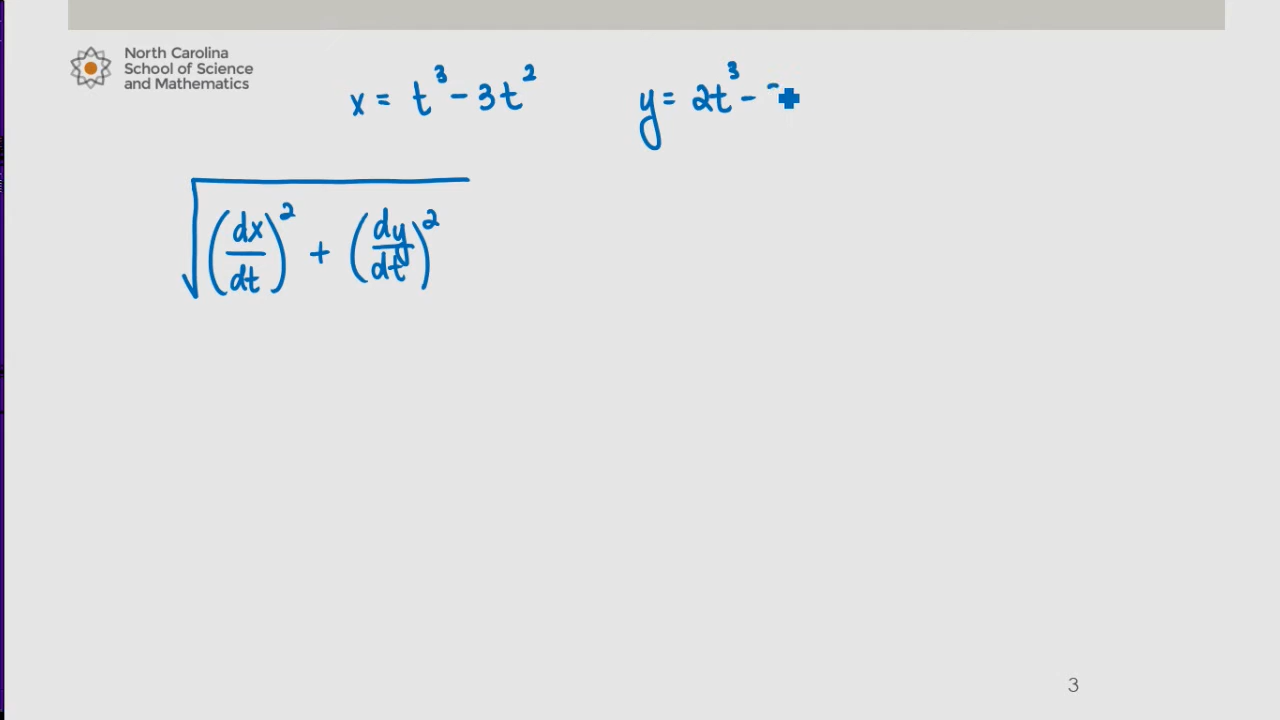 North Carolina
School of Science
and Mathematics
x = t³ - 3t² y = 2t³ -
√((dx/dt)² + (dy/dt)²)
3